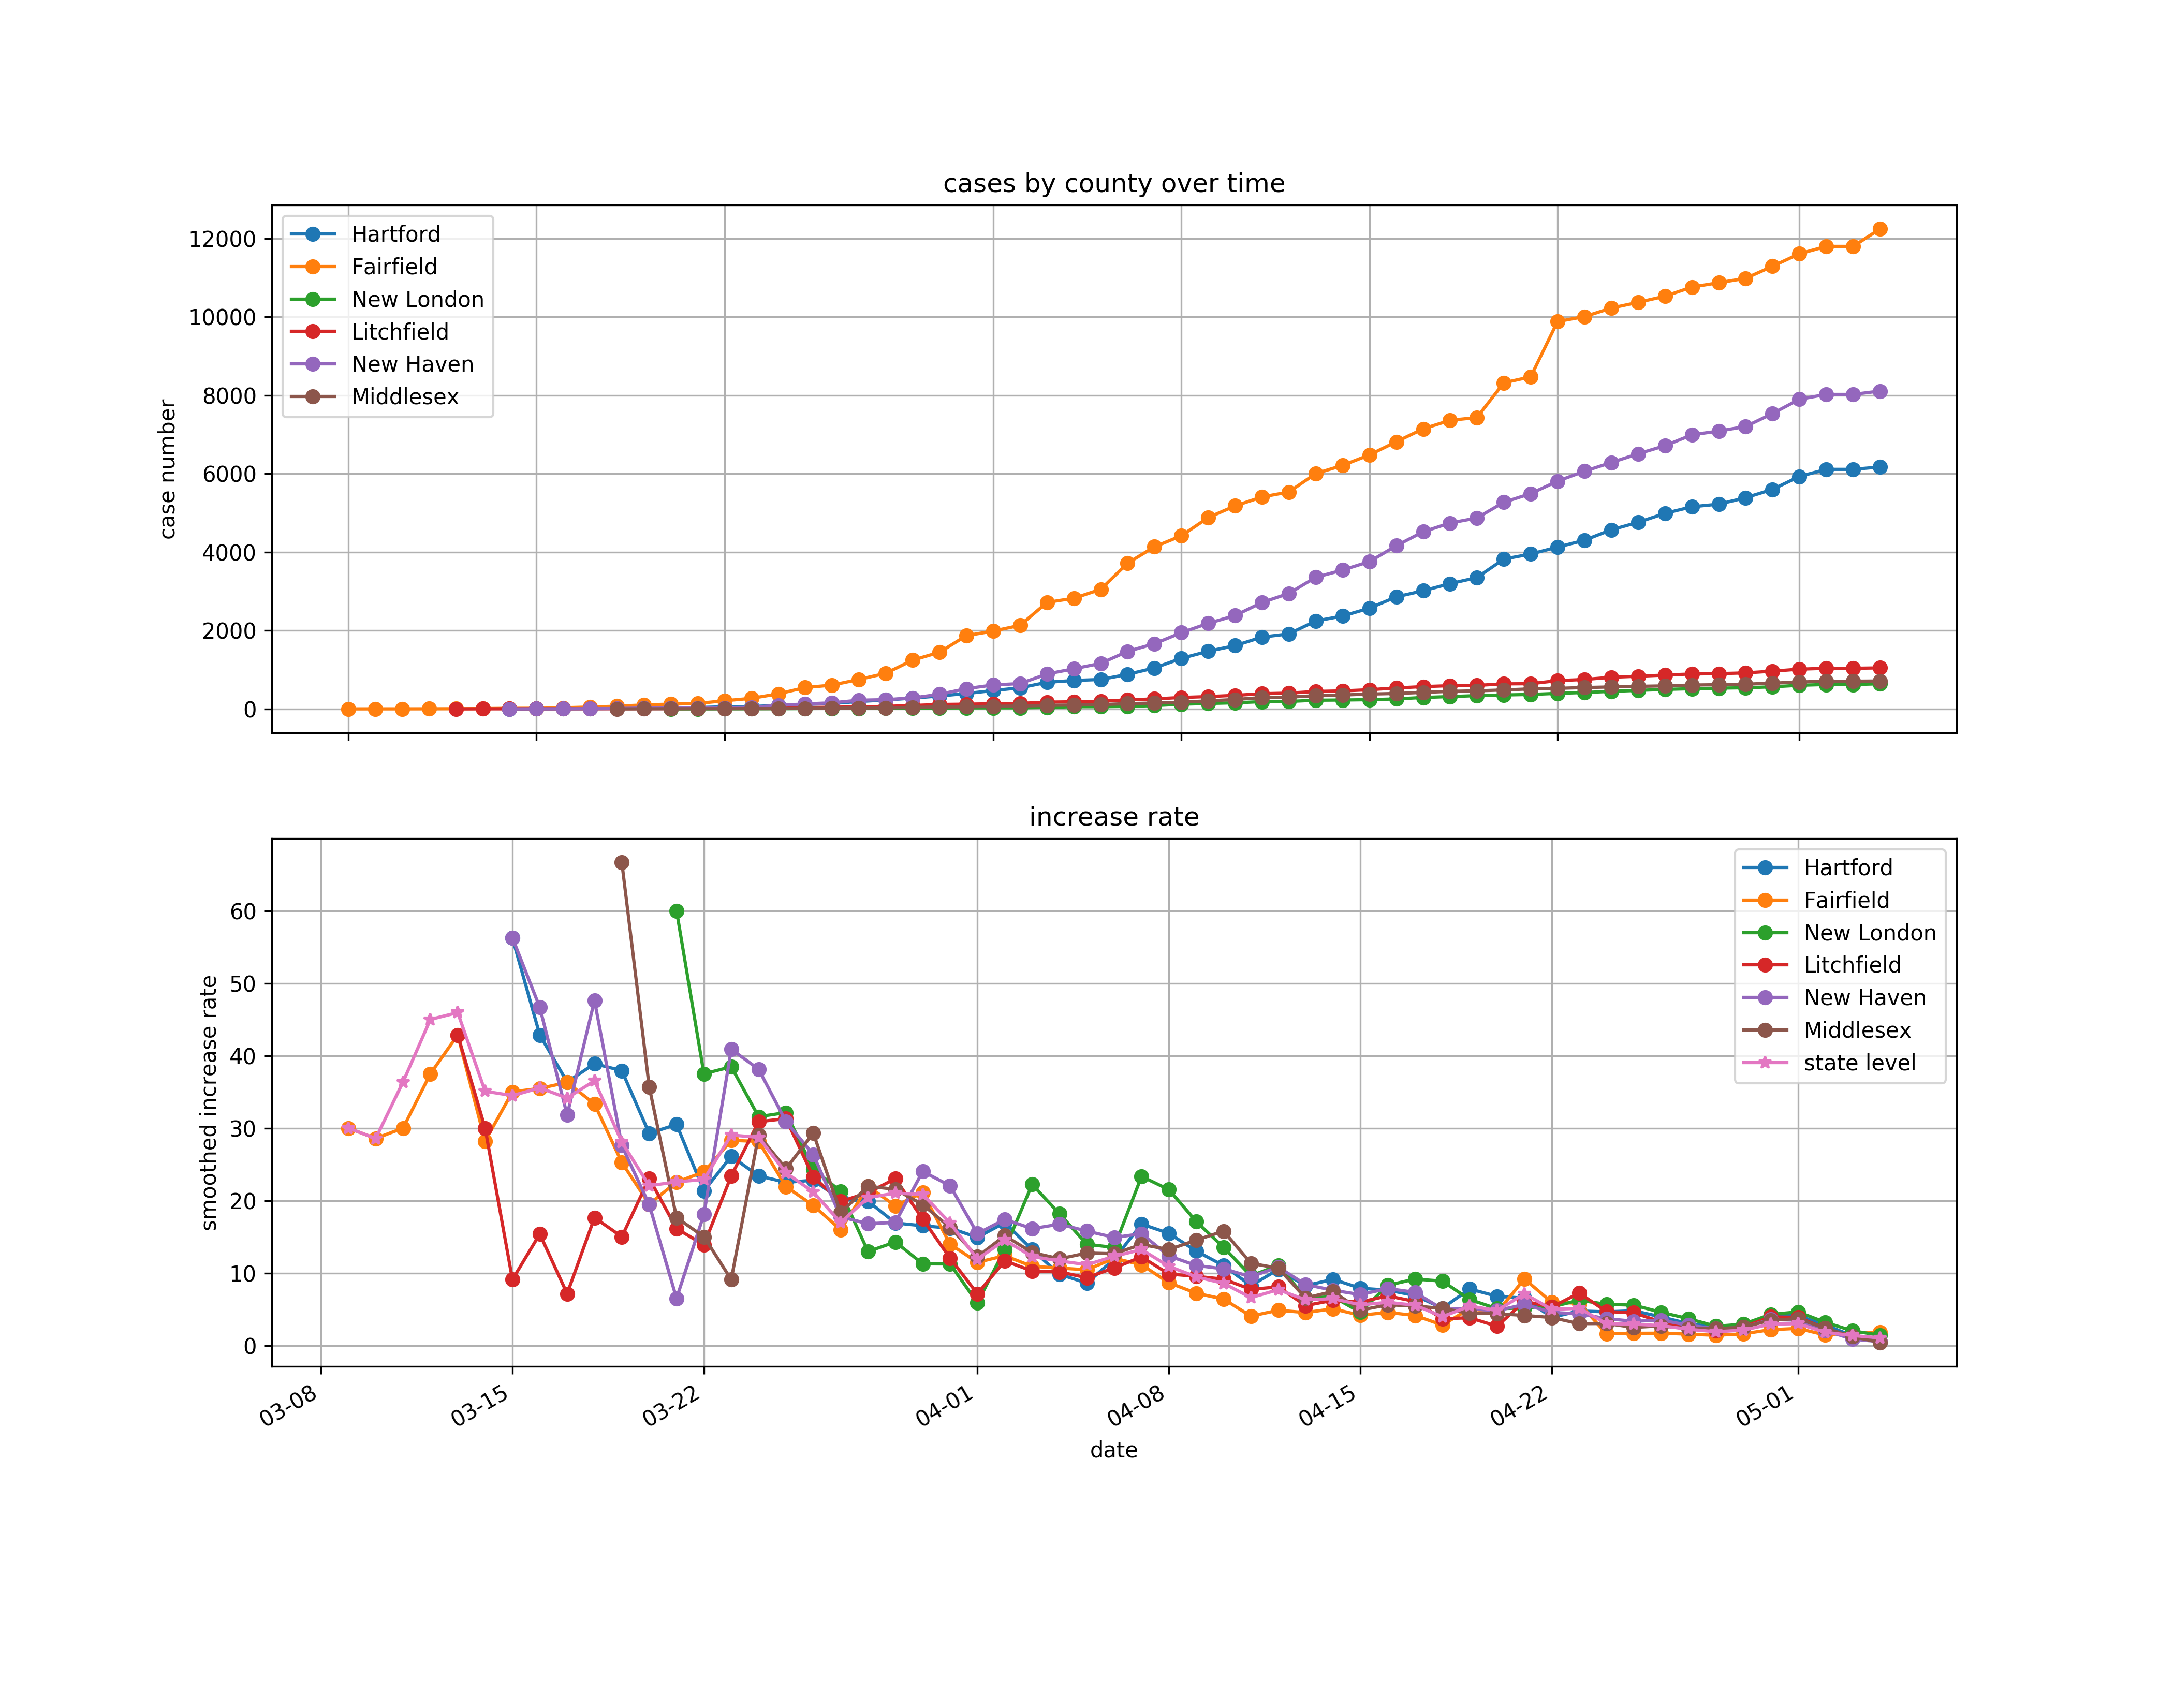 cases by county over time
12000
10000
8000
6000
4000
2000
0
case number
Hartford
Fairfield
New London
Litchfield
New Haven
Middlesex
increase rate
60
50
40
30
20
10
0
smoothed increase rate
Hartford
Fairfield
New London
Litchfield
New Haven
Middlesex
state level
03-08
03-15
03-22
04-01
04-08
04-15
04-22
05-01
date